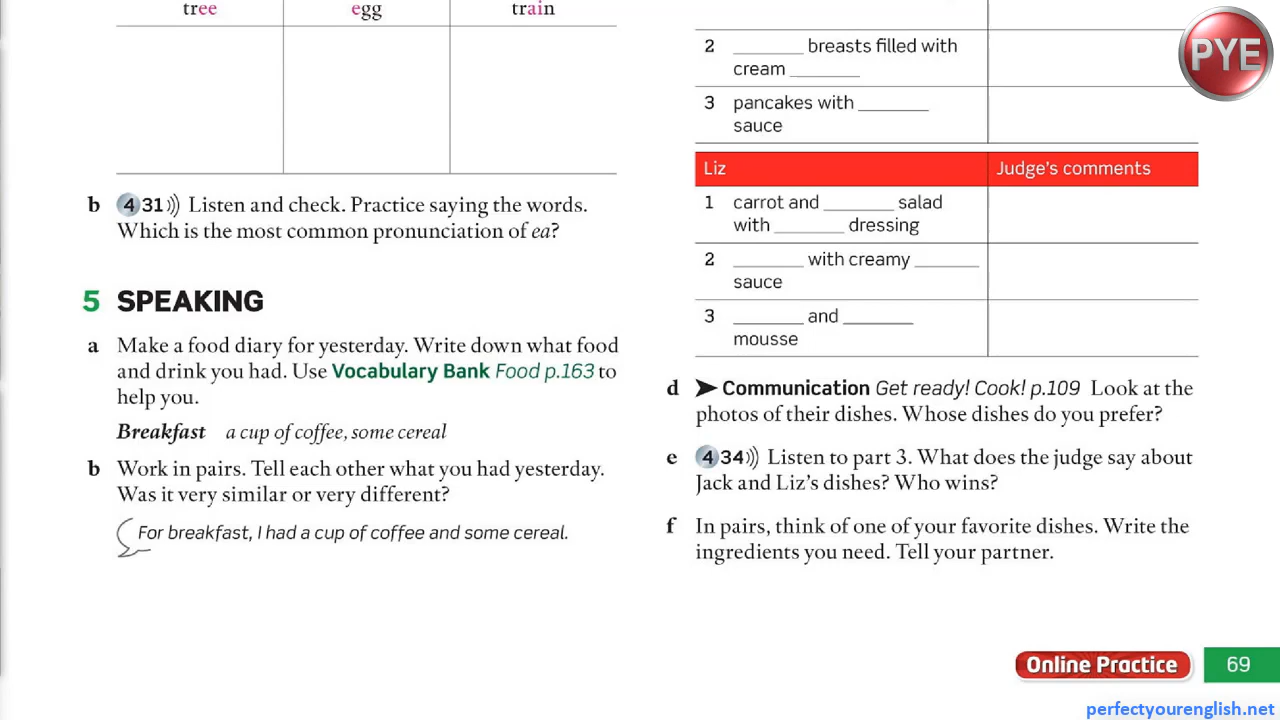 tree egg train
b 4 31 Listen and check. Practice saying the words.
Which is the most common pronunciation of ea?
5 SPEAKING
a Make a food diary for yesterday. Write down what food
and drink you had. Use Vocabulary Bank Food p.163 to
help you.
Breakfast a cup of coffee, some cereal
b Work in pairs. Tell each other what you had yesterday.
Was it very similar or very different?
For breakfast, I had a cup of coffee and some cereal.
2 _______ breasts filled with
cream _______
3 pancakes with _______
sauce
Liz Judge's comments
1 carrot and _______ salad
with _______ dressing
2 _______ with creamy _______
sauce
3 _______ and _______
mousse
d ➤ Communication Get ready! Cook! p.109 Look at the
photos of their dishes. Whose dishes do you prefer?
e 4 34 Listen to part 3. What does the judge say about
Jack and Liz's dishes? Who wins?
f In pairs, think of one of your favorite dishes. Write the
ingredients you need. Tell your partner.
Online Practice 69
PYE
perfectyourenglish.net